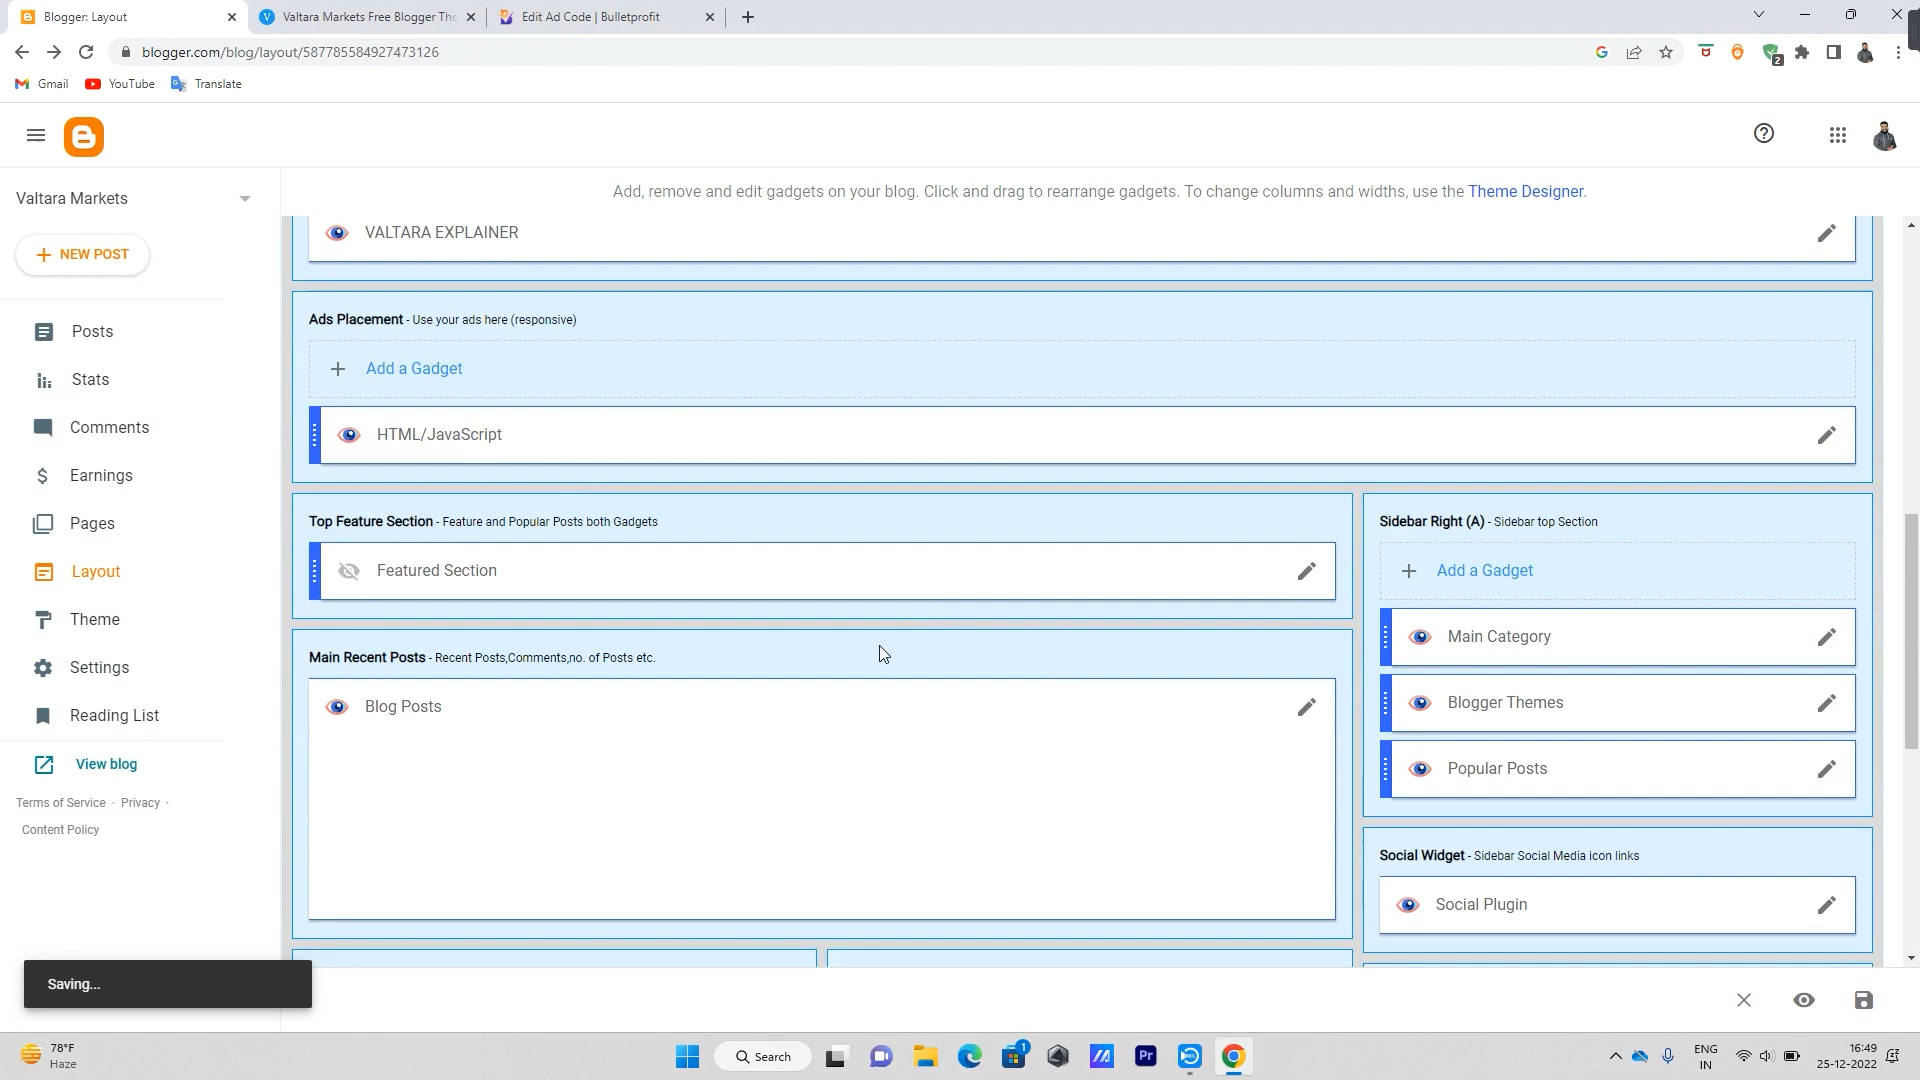 Blogger: Layout
Valtara Markets Free Blogger The
Edit Ad Code | Bulletprofit
blogger.com/blog/layout/587785584927473126
2
Gmail
YouTube
Translate
Valtara Markets
NEW POST
Posts
Stats
Comments
Earnings
Pages
Layout
Theme
Settings
Reading List
View blog
Terms of Service · Privacy ·
Content Policy
Add, remove and edit gadgets on your blog. Click and drag to rearrange gadgets. To change columns and widths, use the Theme Designer.
VALTARA EXPLAINER
Ads Placement - Use your ads here (responsive)
Add a Gadget
HTML/JavaScript
Top Feature Section - Feature and Popular Posts both Gadgets
Featured Section
Main Recent Posts - Recent Posts,Comments,no. of Posts etc.
Blog Posts
Sidebar Right (A) - Sidebar top Section
Add a Gadget
Main Category
Blogger Themes
Popular Posts
Social Widget - Sidebar Social Media icon links
Social Plugin
Saving...
78°F
Haze
Search
1
Pr
ENG
IN
16:49
25-12-2022